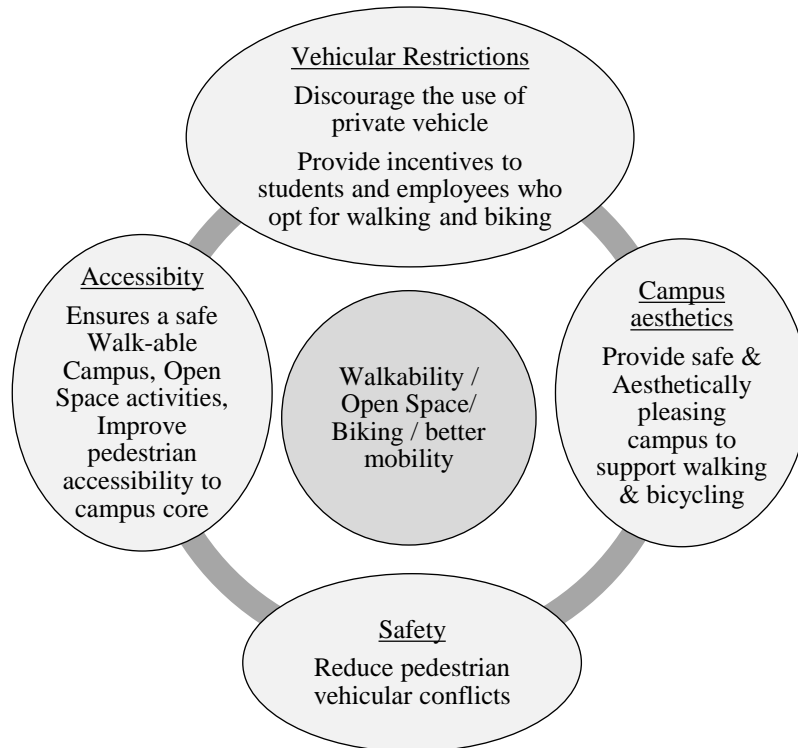 Vehicular Restrictions
Discourage the use of
private vehicle
Provide incentives to
students and employees who
opt for walking and biking
Accessibity
Ensures a safe
Walk-able
Campus, Open
Space activities,
Improve
pedestrian
accessibility to
campus core
Walkability /
Open Space/
Biking / better
mobility
Campus
aesthetics
Provide safe &
Aesthetically
pleasing
campus to
support walking
& bicycling
Safety
Reduce pedestrian
vehicular conflicts